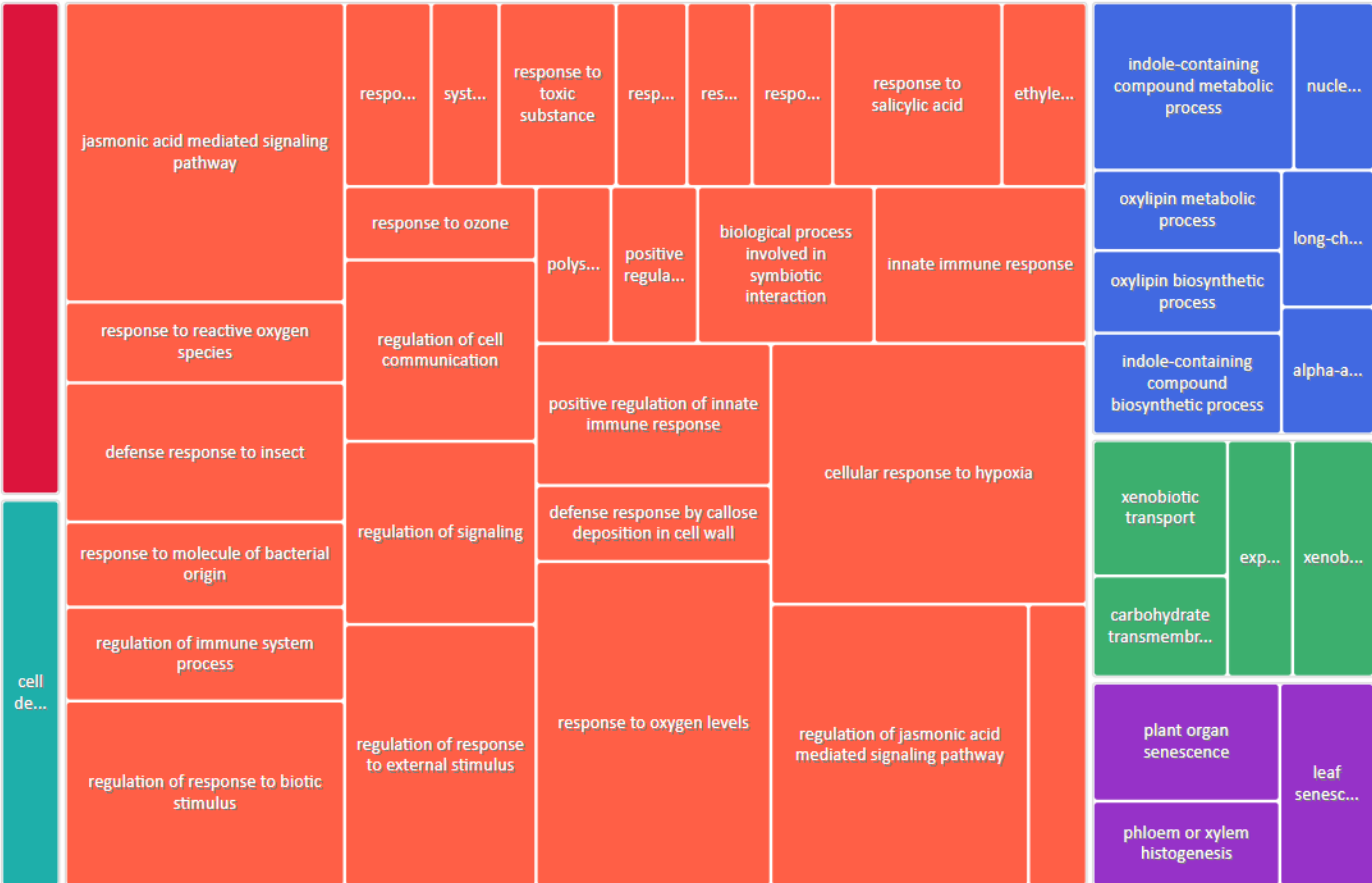 jasmonic acid mediated signaling
pathway
respo...
syst...
response to
toxic
substance
resp...
res...
respo...
response to
salicylic acid
ethyle...
response to ozone
polys...
positive
regula...
biological process
involved in
symbiotic
interaction
innate immune response
response to reactive oxygen
species
regulation of cell
communication
positive regulation of innate
immune response
cellular response to hypoxia
defense response to insect
regulation of signaling
defense response by callose
deposition in cell wall
response to molecule of bacterial
origin
regulation of immune system
process
regulation of response to biotic
stimulus
regulation of response
to external stimulus
response to oxygen levels
regulation of jasmonic acid
mediated signaling pathway
cell
de...
indole-containing
compound metabolic
process
nucle...
oxylipin metabolic
process
long-ch...
oxylipin biosynthetic
process
indole-containing
compound
biosynthetic process
alpha-a...
xenobiotic
transport
exp...
xenob...
carbohydrate
transmembr...
plant organ
senescence
leaf
senesc...
phloem or xylem
histogenesis